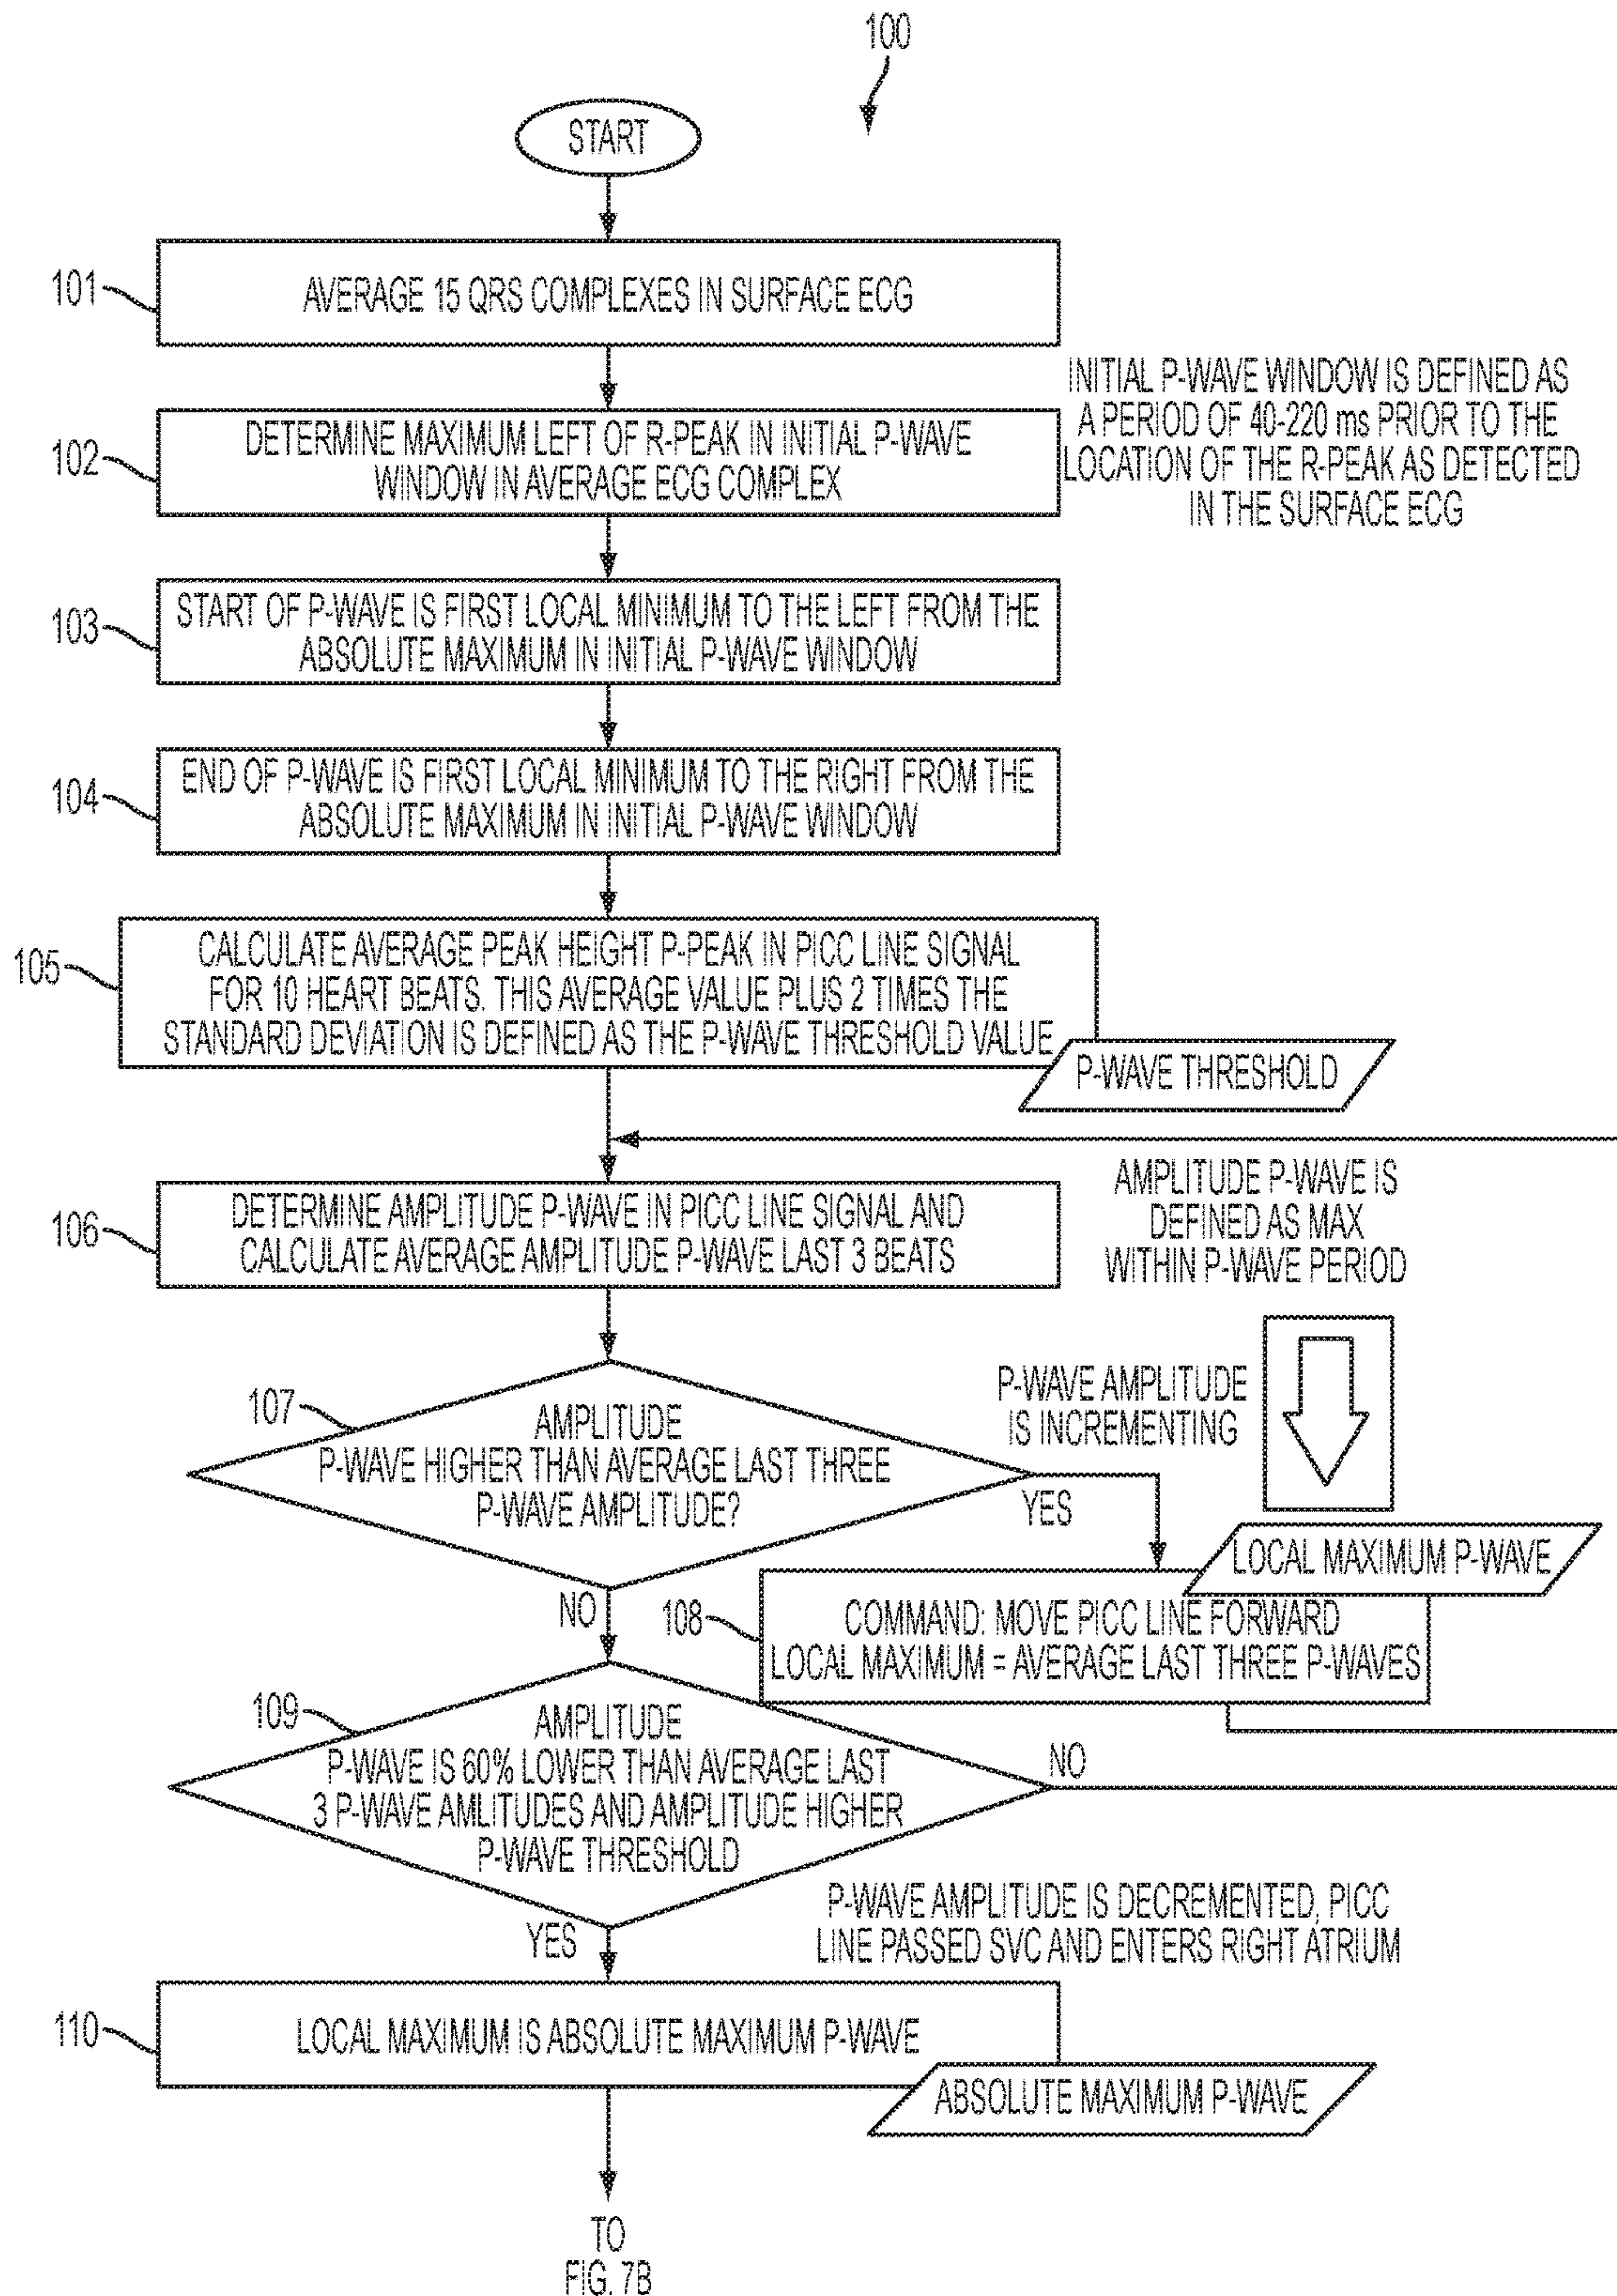 100
START
101
AVERAGE 15 QRS COMPLEXES IN SURFACE ECG
INITIAL P-WAVE WINDOW IS DEFINED AS
A PERIOD OF 40-220 ms PRIOR TO THE
LOCATION OF THE R-PEAK AS DETECTED
IN THE SURFACE ECG
102
DETERMINE MAXIMUM LEFT OF R-PEAK IN INITIAL P-WAVE
WINDOW IN AVERAGE ECG COMPLEX
103
START OF P-WAVE IS FIRST LOCAL MINIMUM TO THE LEFT FROM THE
ABSOLUTE MAXIMUM IN INITIAL P-WAVE WINDOW
104
END OF P-WAVE IS FIRST LOCAL MINIMUM TO THE RIGHT FROM THE
ABSOLUTE MAXIMUM IN INITIAL P-WAVE WINDOW
105
CALCULATE AVERAGE PEAK HEIGHT P-PEAK IN PICC LINE SIGNAL
FOR 10 HEART BEATS. THIS AVERAGE VALUE PLUS 2 TIMES THE
STANDARD DEVIATION IS DEFINED AS THE P-WAVE THRESHOLD VALUE
P-WAVE THRESHOLD
106
DETERMINE AMPLITUDE P-WAVE IN PICC LINE SIGNAL AND
CALCULATE AVERAGE AMPLITUDE P-WAVE LAST 3 BEATS
AMPLITUDE P-WAVE IS
DEFINED AS MAX
WITHIN P-WAVE PERIOD
107
AMPLITUDE
P-WAVE HIGHER THAN AVERAGE LAST THREE
P-WAVE AMPLITUDE?
P-WAVE AMPLITUDE
IS INCREMENTING
YES
NO
LOCAL MAXIMUM P-WAVE
108
COMMAND: MOVE PICC LINE FORWARD
LOCAL MAXIMUM = AVERAGE LAST THREE P-WAVES
109
AMPLITUDE
P-WAVE IS 60% LOWER THAN AVERAGE LAST
3 P-WAVE AMLITUDES AND AMPLITUDE HIGHER
P-WAVE THRESHOLD
NO
YES
P-WAVE AMPLITUDE IS DECREMENTED, PICC
LINE PASSED SVC AND ENTERS RIGHT ATRIUM
110
LOCAL MAXIMUM IS ABSOLUTE MAXIMUM P-WAVE
ABSOLUTE MAXIMUM P-WAVE
TO
FIG. 7B